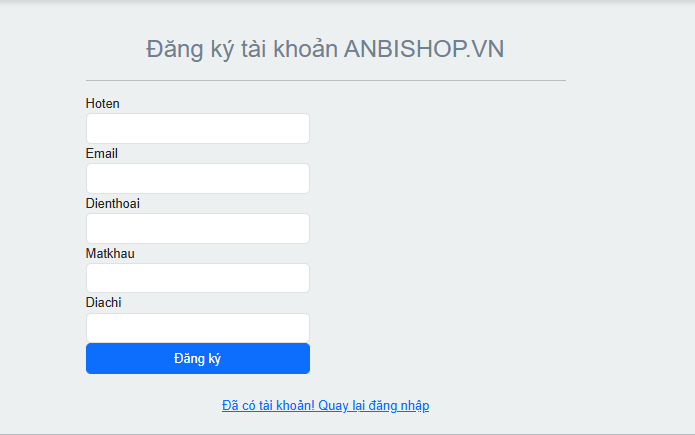 Đăng ký tài khoản ANBISHOP.VN
Hoten
Email
Dienthoai
Matkhau
Diachi
Đăng ký
Đã có tài khoản! Quay lại đăng nhập